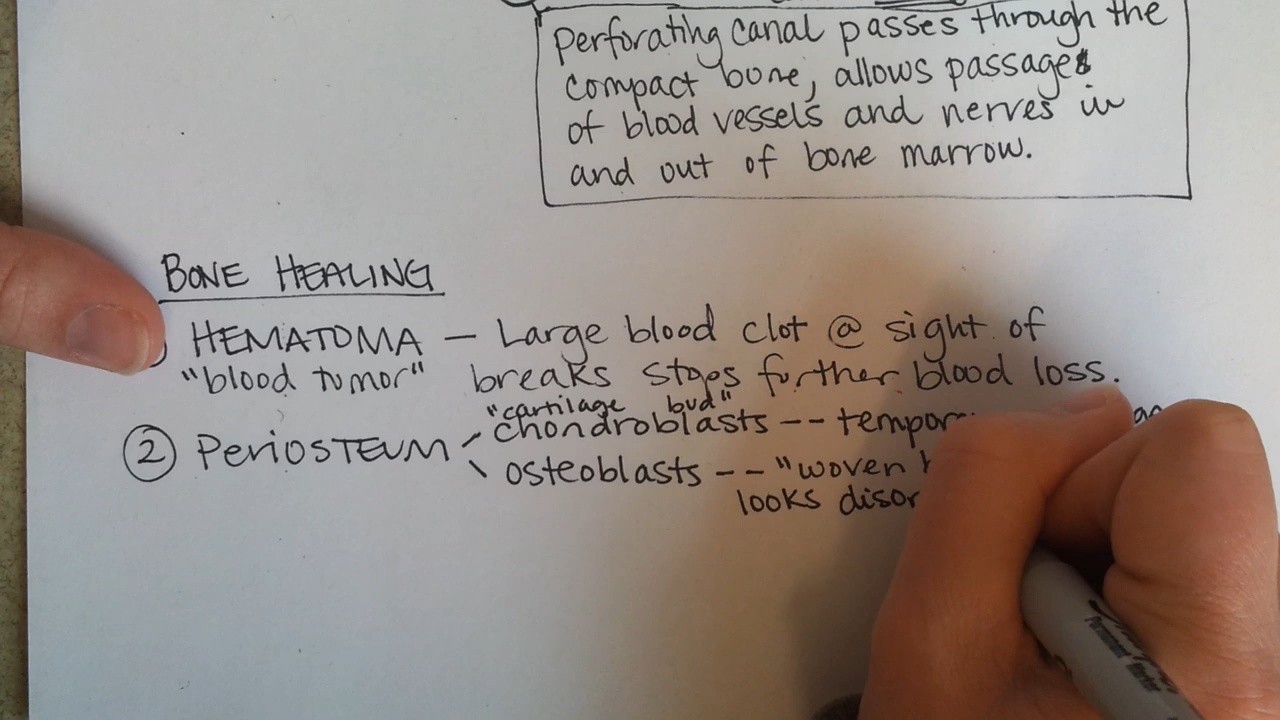 perforating canal passes through the
compact bone, allows passages
of blood vessels and nerves in
and out of bone marrow.
BONE HEALING
HEMATOMA — Large blood clot @ sight of
"blood tumor" breaks stops further blood loss.
"cartilage bud"
② PERIOSTEUM chondroblasts -- tempor
osteoblasts -- "woven
looks disor
Permanent Marker